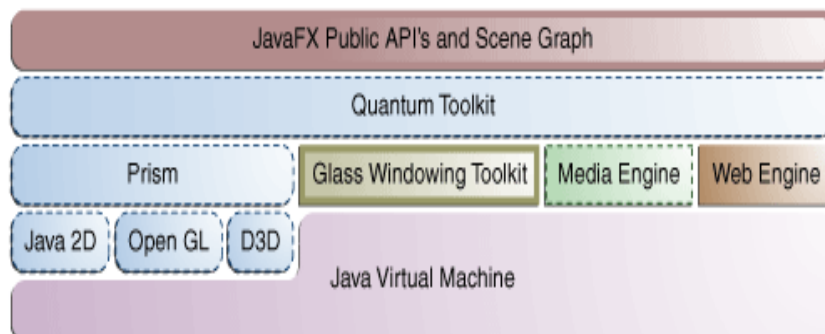 JavaFX Public API's and Scene Graph
Quantum Toolkit
Prism
Glass Windowing Toolkit
Media Engine
Web Engine
Java 2D
Open GL
D3D
Java Virtual Machine